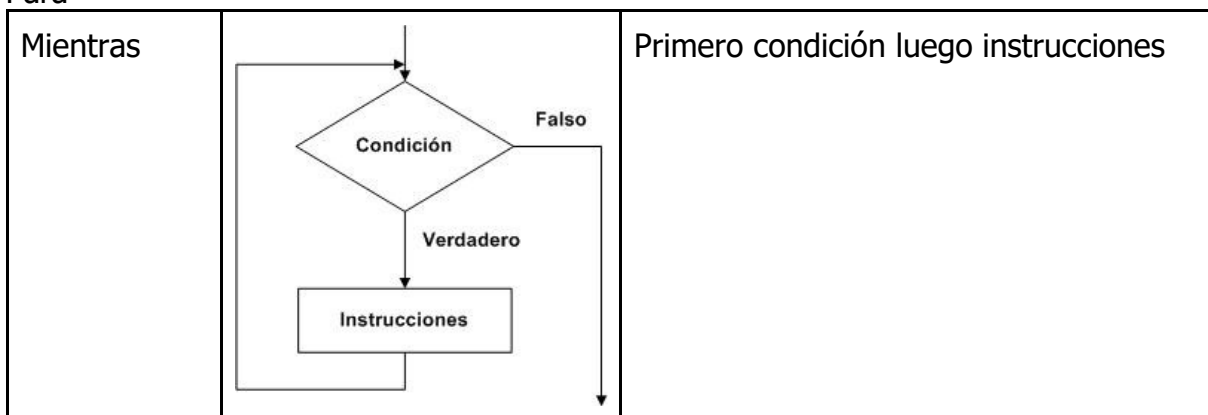 Mientras
Primero condición luego instrucciones
Falso
Condición
Verdadero
Instrucciones